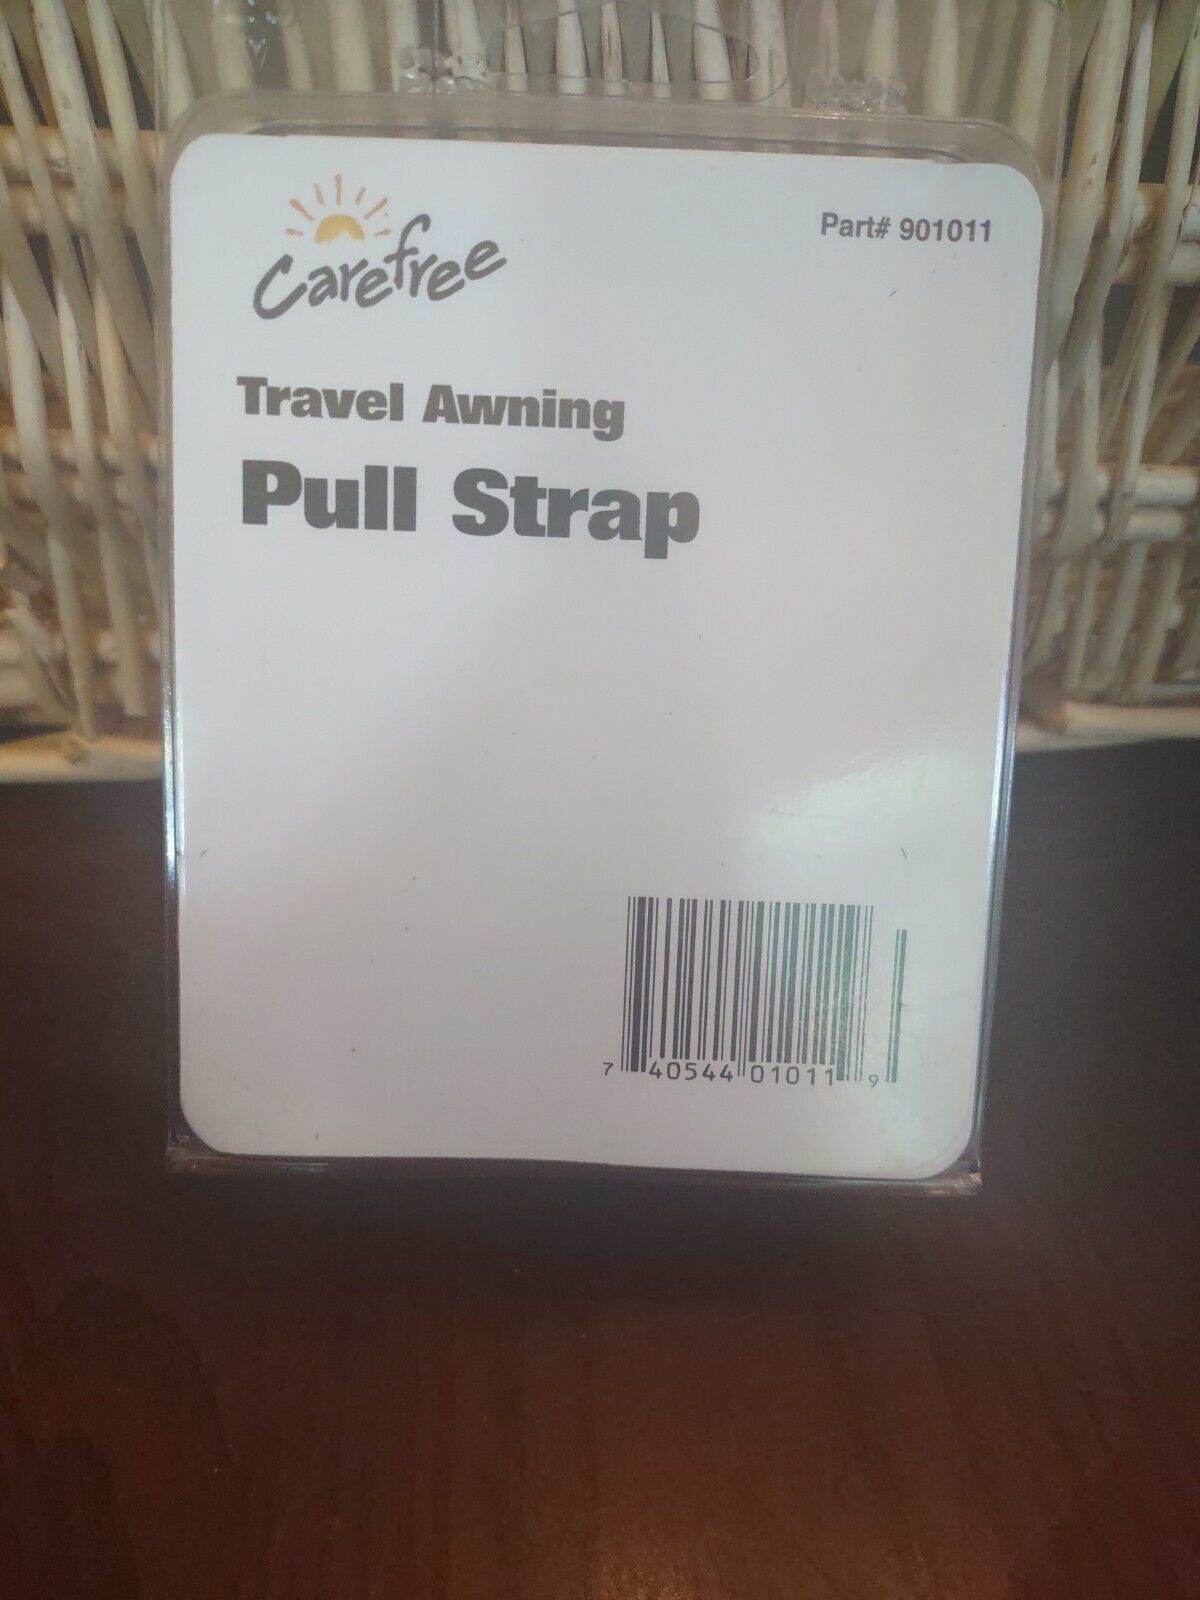 Carefree
Part# 901011
Travel Awning
Pull Strap
7 40544 01011 9